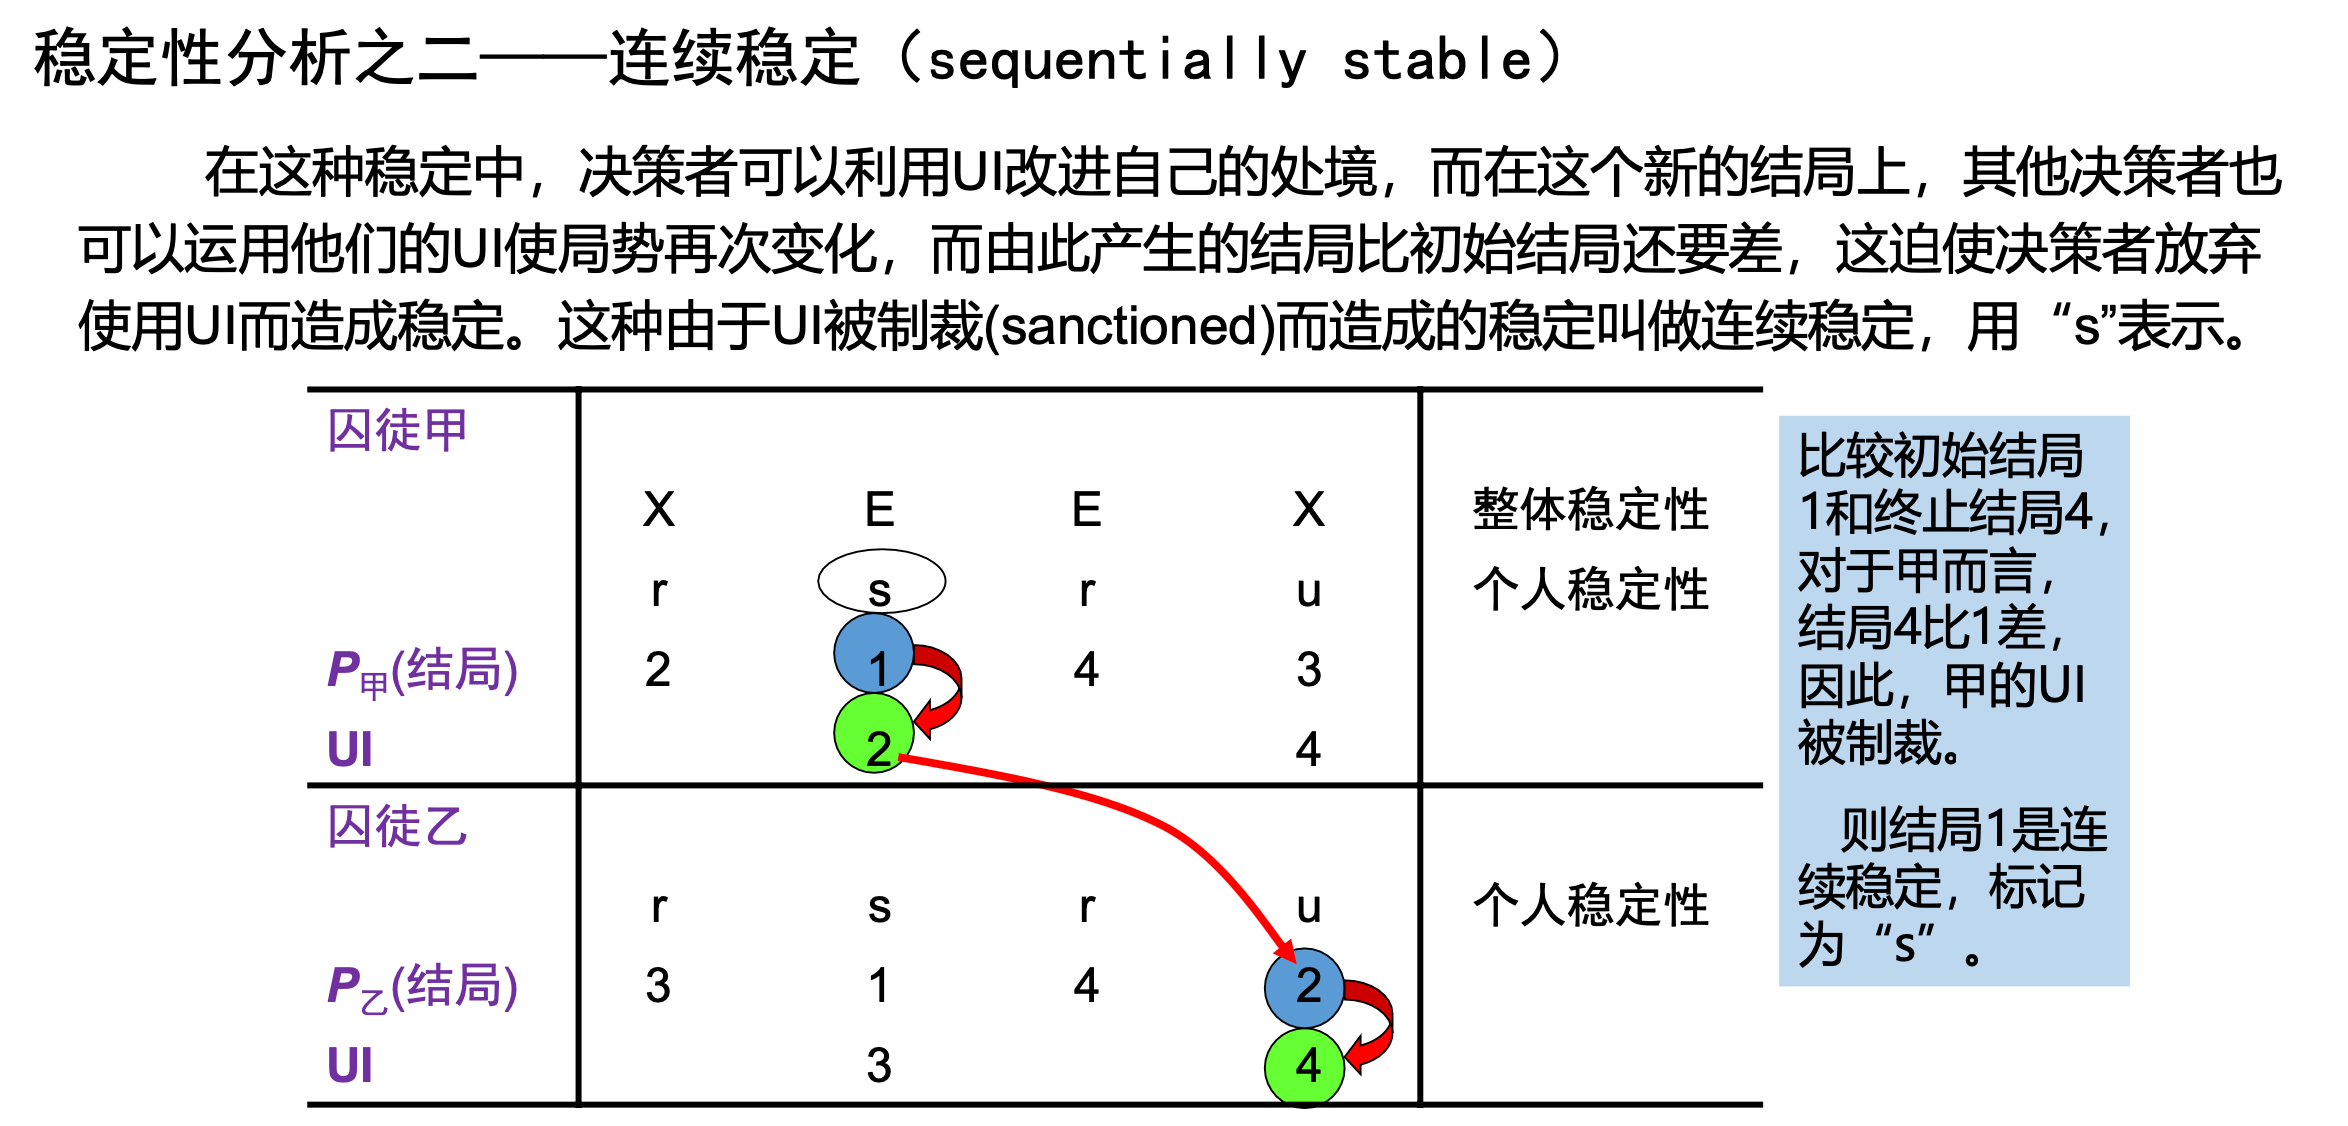 稳定性分析之二——连续稳定（sequentially stable）
在这种稳定中，决策者可以利用UI改进自己的处境，而在这个新的结局上，其他决策者也
可以运用他们的UI使局势再次变化，而由此产生的结局比初始结局还要差，这迫使决策者放弃
使用UI而造成稳定。这种由于UI被制裁(sanctioned)而造成的稳定叫做连续稳定，用“s”表示。
囚徒甲
X E E X 整体稳定性
r s r u 个人稳定性
P甲(结局) 2 1 4 3
UI 2 4
囚徒乙
r s r u 个人稳定性
P乙(结局) 3 1 4 2
UI 3 4
比较初始结局
1和终止结局4，
对于甲而言，
结局4比1差，
因此，甲的UI
被制裁。
则结局1是连
续稳定，标记
为“s”。